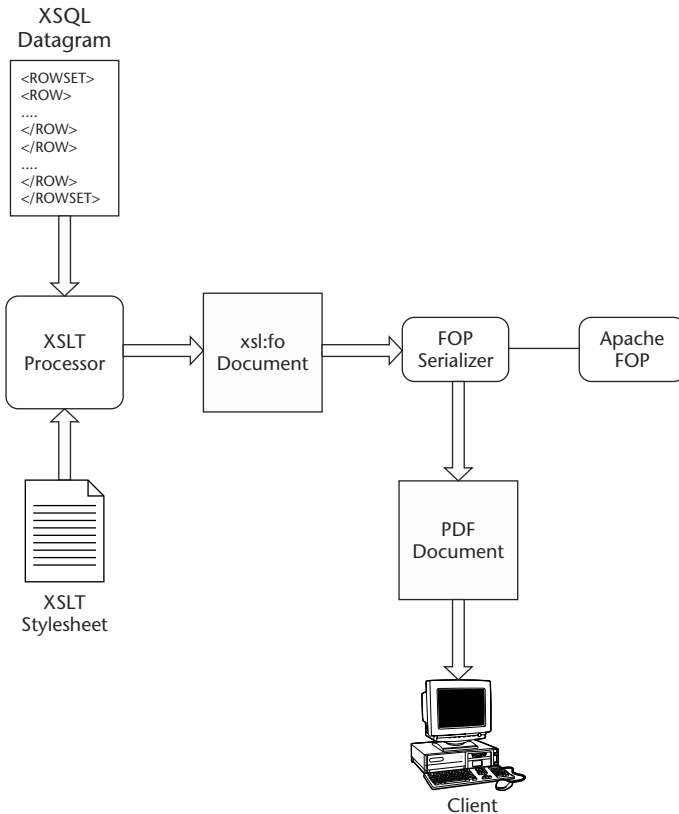 XSQL
Datagram
<ROWSET>
<ROW>
....
</ROW>
</ROW>
....
</ROW>
</ROWSET>
XSLT
Processor
xsl:fo
Document
FOP
Serializer
Apache
FOP
XSLT
Stylesheet
PDF
Document
Client